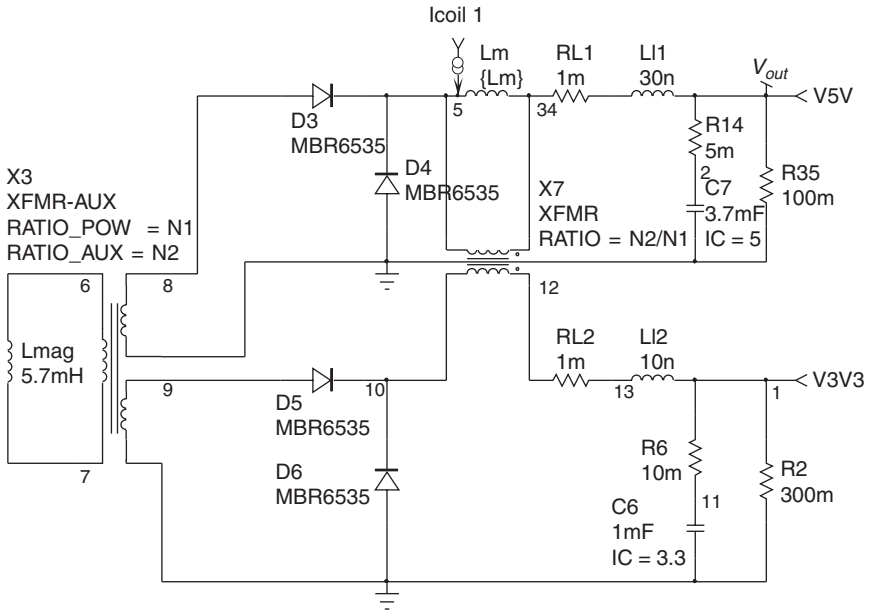 Icoil 1
Lm
{Lm}
RL1
1m
Ll1
30n
Vout
V5V
5
34
D3
MBR6535
R14
5m
2
D4
MBR6535
C7
3.7mF
IC = 5
R35
100m
X3
XFMR-AUX
RATIO_POW = N1
RATIO_AUX = N2
X7
XFMR
RATIO = N2/N1
6
8
12
Lmag
5.7mH
RL2
1m
Ll2
10n
9
10
13
1
V3V3
D5
MBR6535
7
D6
MBR6535
R6
10m
11
R2
300m
C6
1mF
IC = 3.3